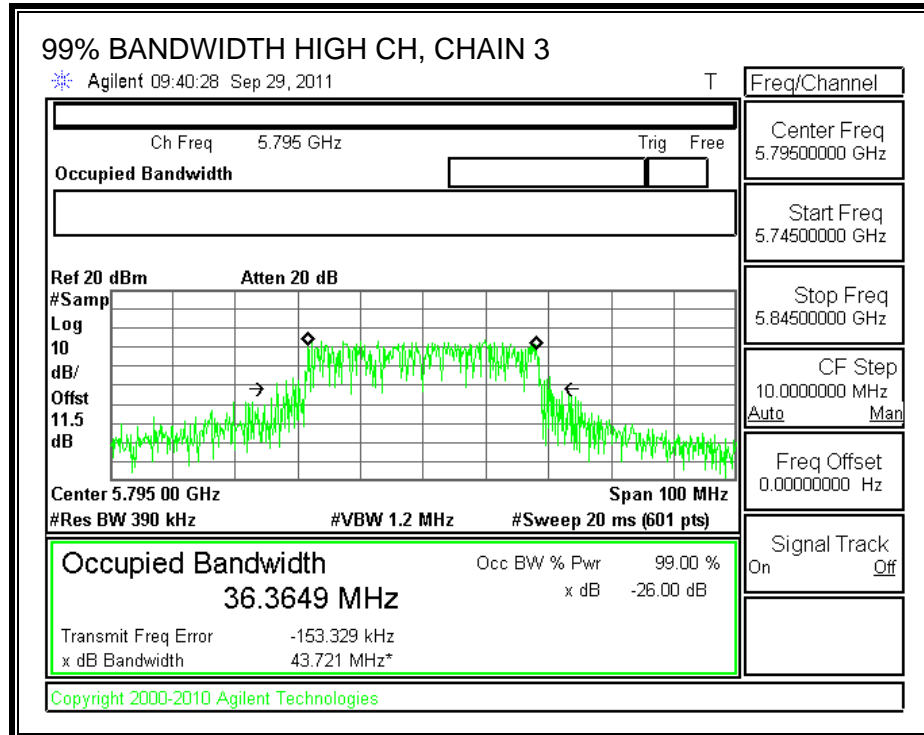 99% BANDWIDTH HIGH CH, CHAIN 3
Agilent 09:40:28 Sep 29, 2011 T
Freq/Channel
Ch Freq 5.795 GHz Trig Free
Occupied Bandwidth
Center Freq
5.79500000 GHz
Start Freq
5.74500000 GHz
Stop Freq
5.84500000 GHz
CF Step
10.0000000 MHz
Auto Man
Freq Offset
0.00000000 Hz
Signal Track
On Off
Ref 20 dBm Atten 20 dB
#Samp
Log
10
dB/
Offst
11.5
dB
Center 5.795 00 GHz Span 100 MHz
#Res BW 390 kHz #VBW 1.2 MHz #Sweep 20 ms (601 pts)
Occupied Bandwidth Occ BW % Pwr 99.00 %
36.3649 MHz x dB -26.00 dB
Transmit Freq Error -153.329 kHz
x dB Bandwidth 43.721 MHz*
Copyright 2000-2010 Agilent Technologies